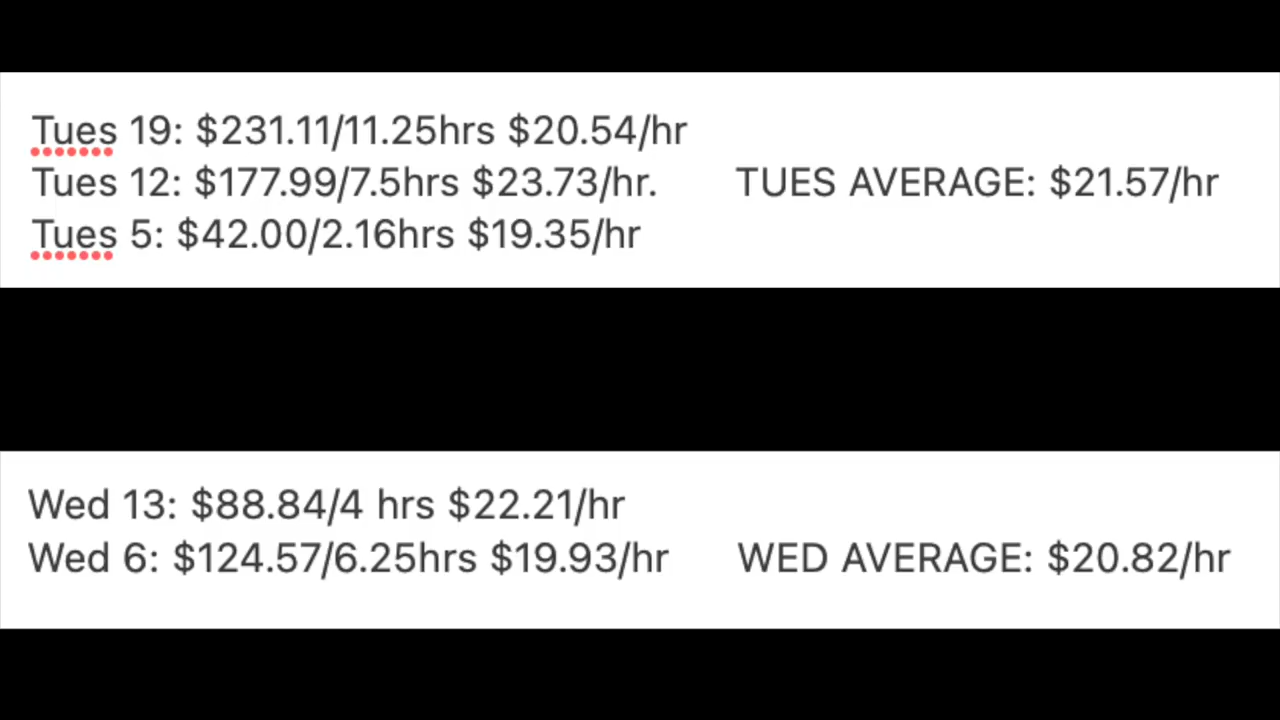 Tues 19: $231.11/11.25hrs $20.54/hr
Tues 12: $177.99/7.5hrs $23.73/hr. TUES AVERAGE: $21.57/hr
Tues 5: $42.00/2.16hrs $19.35/hr
Wed 13: $88.84/4 hrs $22.21/hr
Wed 6: $124.57/6.25hrs $19.93/hr WED AVERAGE: $20.82/hr